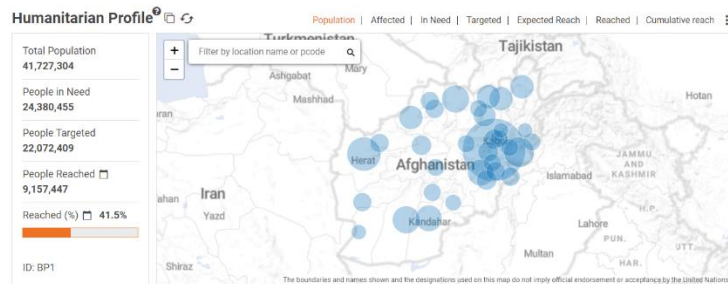 Humanitarian Profile
Population | Affected | In Need | Targeted | Expected Reach | Reached | Cumulative reach
Total Population
41,727,304
People in Need
24,380,455
People Targeted
22,072,409
People Reached
9,157,447
Reached (%) 41.5%
ID: BP1
+
−
Filter by location name or pcode
Turkmenistan
Tajikistan
Ashgabat
Mary
Mashhad
Hotan
Herat
Afghanistan
Iran
Yazd
Islamabad
JAMMU
AND
KASHMIR
H.P.
Kandahar
Lahore
PUN.
UTT.
Shiraz
Multan
HAR.
The boundaries and names shown and the designations used on this map do not imply official endorsement or acceptance by the United Nations